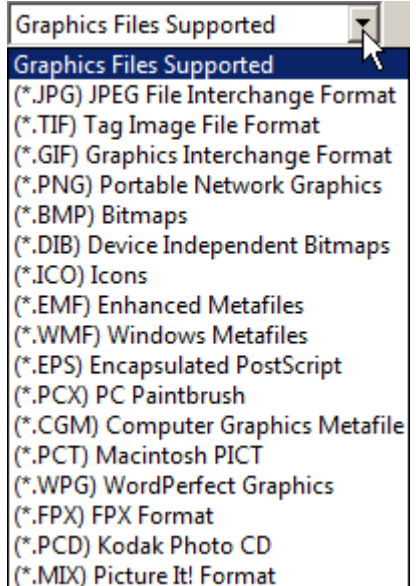 Graphics Files Supported
Graphics Files Supported
(*.JPG) JPEG File Interchange Format
(*.TIF) Tag Image File Format
(*.GIF) Graphics Interchange Format
(*.PNG) Portable Network Graphics
(*.BMP) Bitmaps
(*.DIB) Device Independent Bitmaps
(*.ICO) Icons
(*.EMF) Enhanced Metafiles
(*.WMF) Windows Metafiles
(*.EPS) Encapsulated PostScript
(*.PCX) PC Paintbrush
(*.CGM) Computer Graphics Metafile
(*.PCT) Macintosh PICT
(*.WPG) WordPerfect Graphics
(*.FPX) FPX Format
(*.PCD) Kodak Photo CD
(*.MIX) Picture It! Format